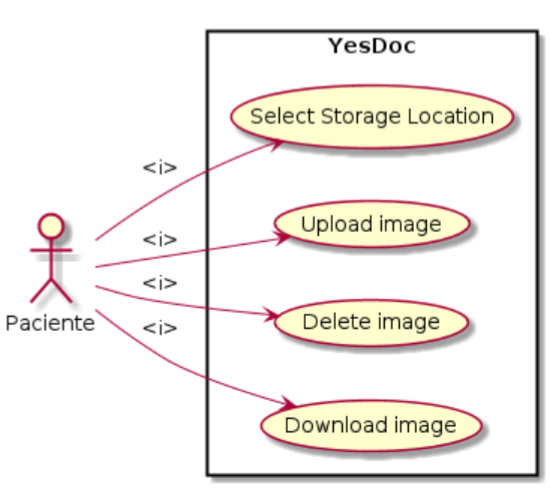 YesDoc
Select Storage Location
<i>
Upload image
<i>
<i>
Paciente
Delete image
<i>
Download image